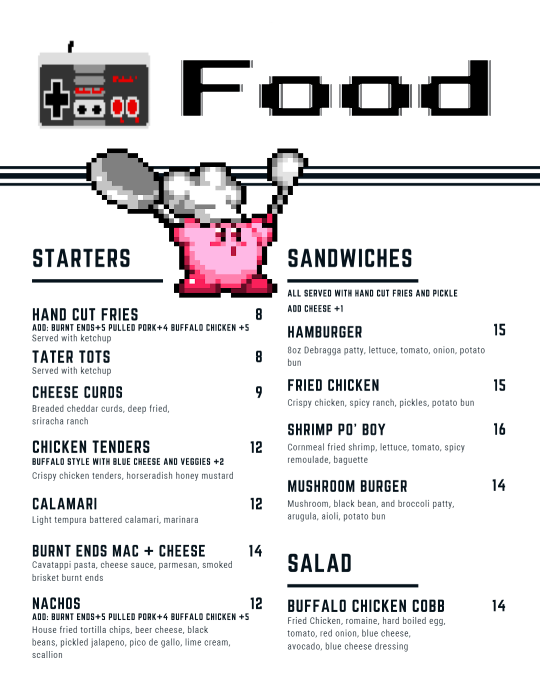 Food
STARTERS
HAND CUT FRIES 8
ADD: BURNT ENDS+5 PULLED PORK+4 BUFFALO CHICKEN +5
Served with ketchup
TATER TOTS 8
Served with ketchup
CHEESE CURDS 9
Breaded cheddar curds, deep fried,
sriracha ranch
CHICKEN TENDERS 12
BUFFALO STYLE WITH BLUE CHEESE AND VEGGIES +2
Crispy chicken tenders, horseradish honey mustard
CALAMARI 12
Light tempura battered calamari, marinara
BURNT ENDS MAC + CHEESE 14
Cavatappi pasta, cheese sauce, parmesan, smoked
brisket burnt ends
NACHOS 12
ADD: BURNT ENDS+5 PULLED PORK+4 BUFFALO CHICKEN +5
House fried tortilla chips, beer cheese, black
beans, pickled jalapeno, pico de gallo, lime cream,
scallion
SANDWICHES
ALL SERVED WITH HAND CUT FRIES AND PICKLE
ADD CHEESE +1
HAMBURGER 15
8oz Debragga patty, lettuce, tomato, onion, potato
bun
FRIED CHICKEN 15
Crispy chicken, spicy ranch, pickles, potato bun
SHRIMP PO' BOY 16
Cornmeal fried shrimp, lettuce, tomato, spicy
remoulade, baguette
MUSHROOM BURGER 14
Mushroom, black bean, and broccoli patty,
arugula, aioli, potato bun
SALAD
BUFFALO CHICKEN COBB 14
Fried Chicken, romaine, hard boiled egg,
tomato, red onion, blue cheese,
avocado, blue cheese dressing